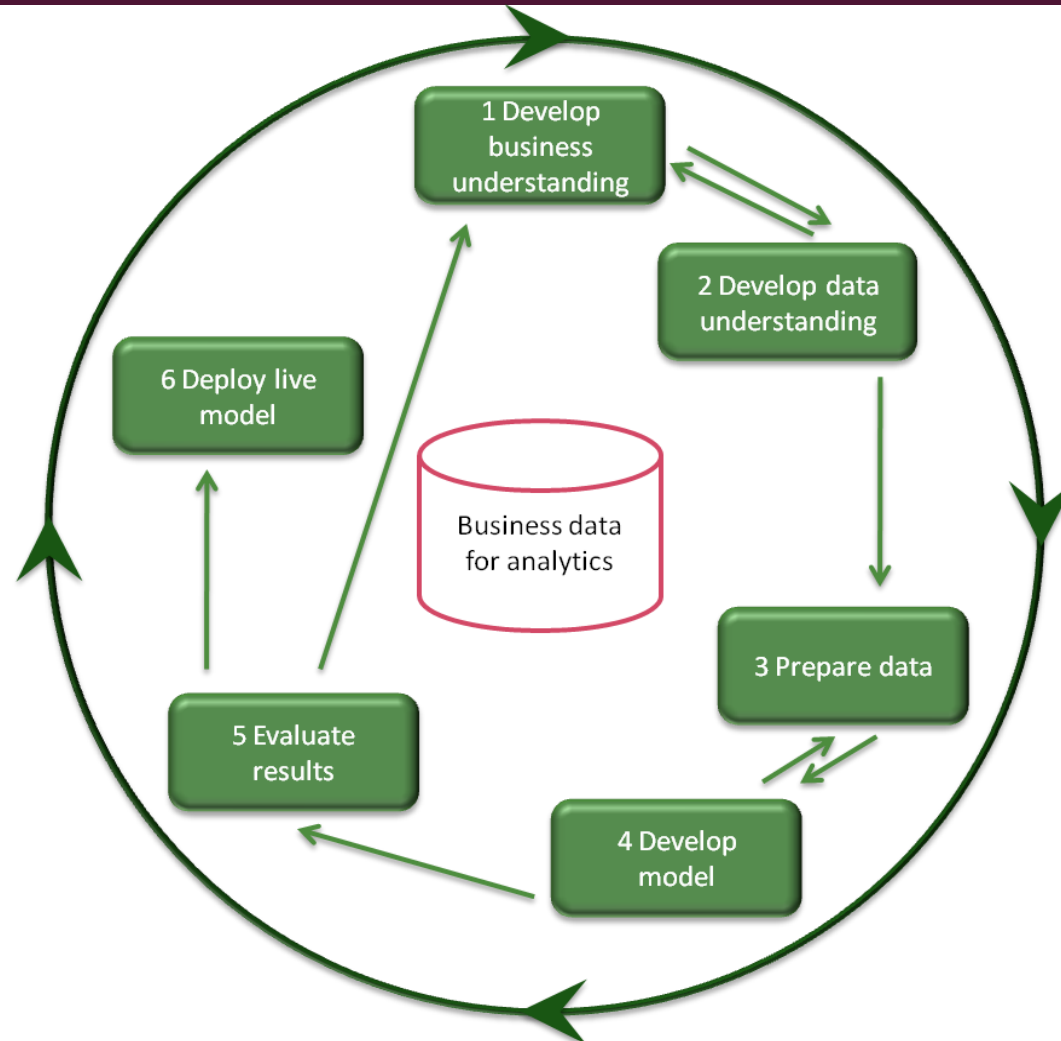 1 Develop
business
understanding
2 Develop data
understanding
6 Deploy live
model
Business data
for analytics
3 Prepare data
5 Evaluate
results
4 Develop
model